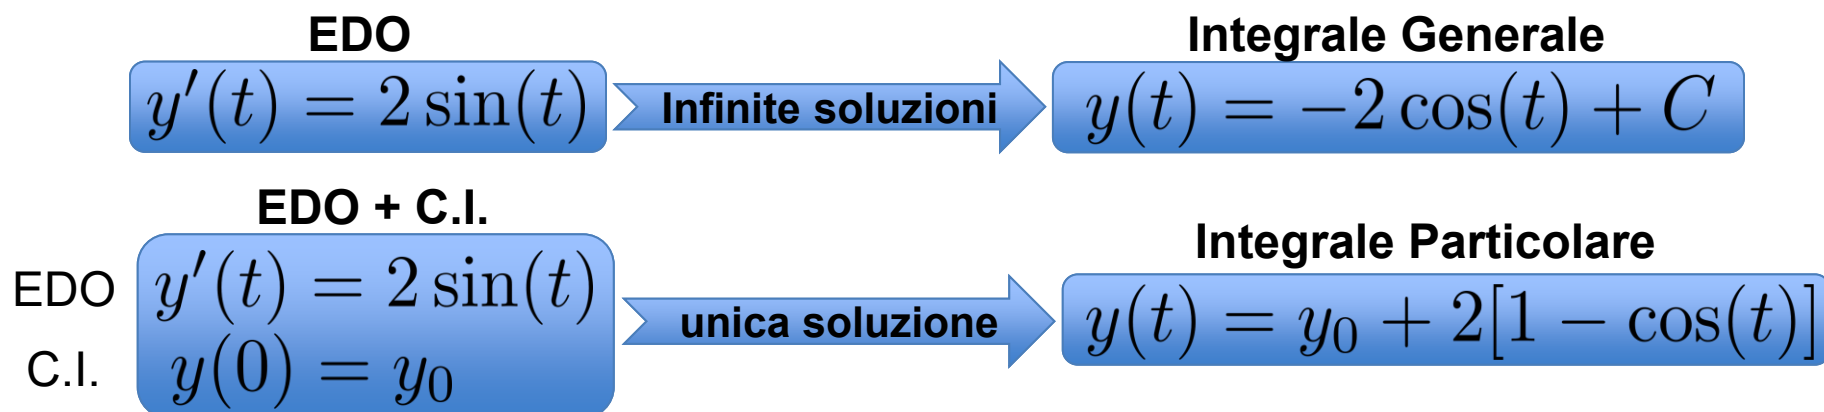 EDO
Integrale Generale
y′(t) = 2 sin(t)
Infinite soluzioni
y(t) = −2 cos(t) + C
EDO + C.I.
Integrale Particolare
EDO
y′(t) = 2 sin(t)
C.I.
y(0) = y₀
unica soluzione
y(t) = y₀ + 2[1 − cos(t)]